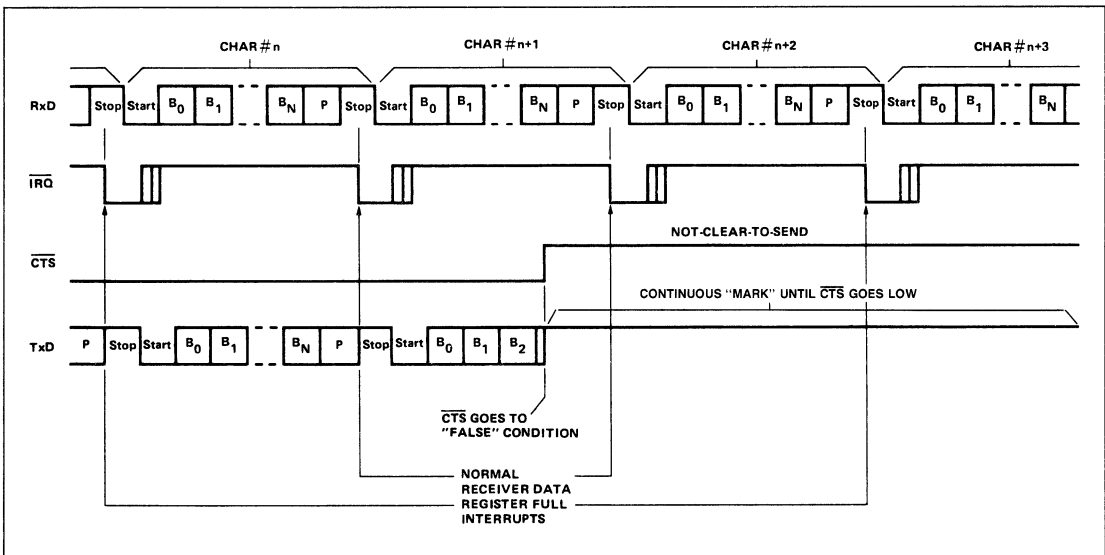 CHAR #n CHAR #n+1 CHAR #n+2 CHAR #n+3
RxD Stop Start B0 B1 BN P Stop Start B0 B1 BN P Stop Start B0 B1 BN P Stop Start B0 B1 BN
IRQ
NOT-CLEAR-TO-SEND
CTS
CONTINUOUS "MARK" UNTIL CTS GOES LOW
TxD P Stop Start B0 B1 BN P Stop Start B0 B1 B2
CTS GOES TO
"FALSE" CONDITION
NORMAL
RECEIVER DATA
REGISTER FULL
INTERRUPTS